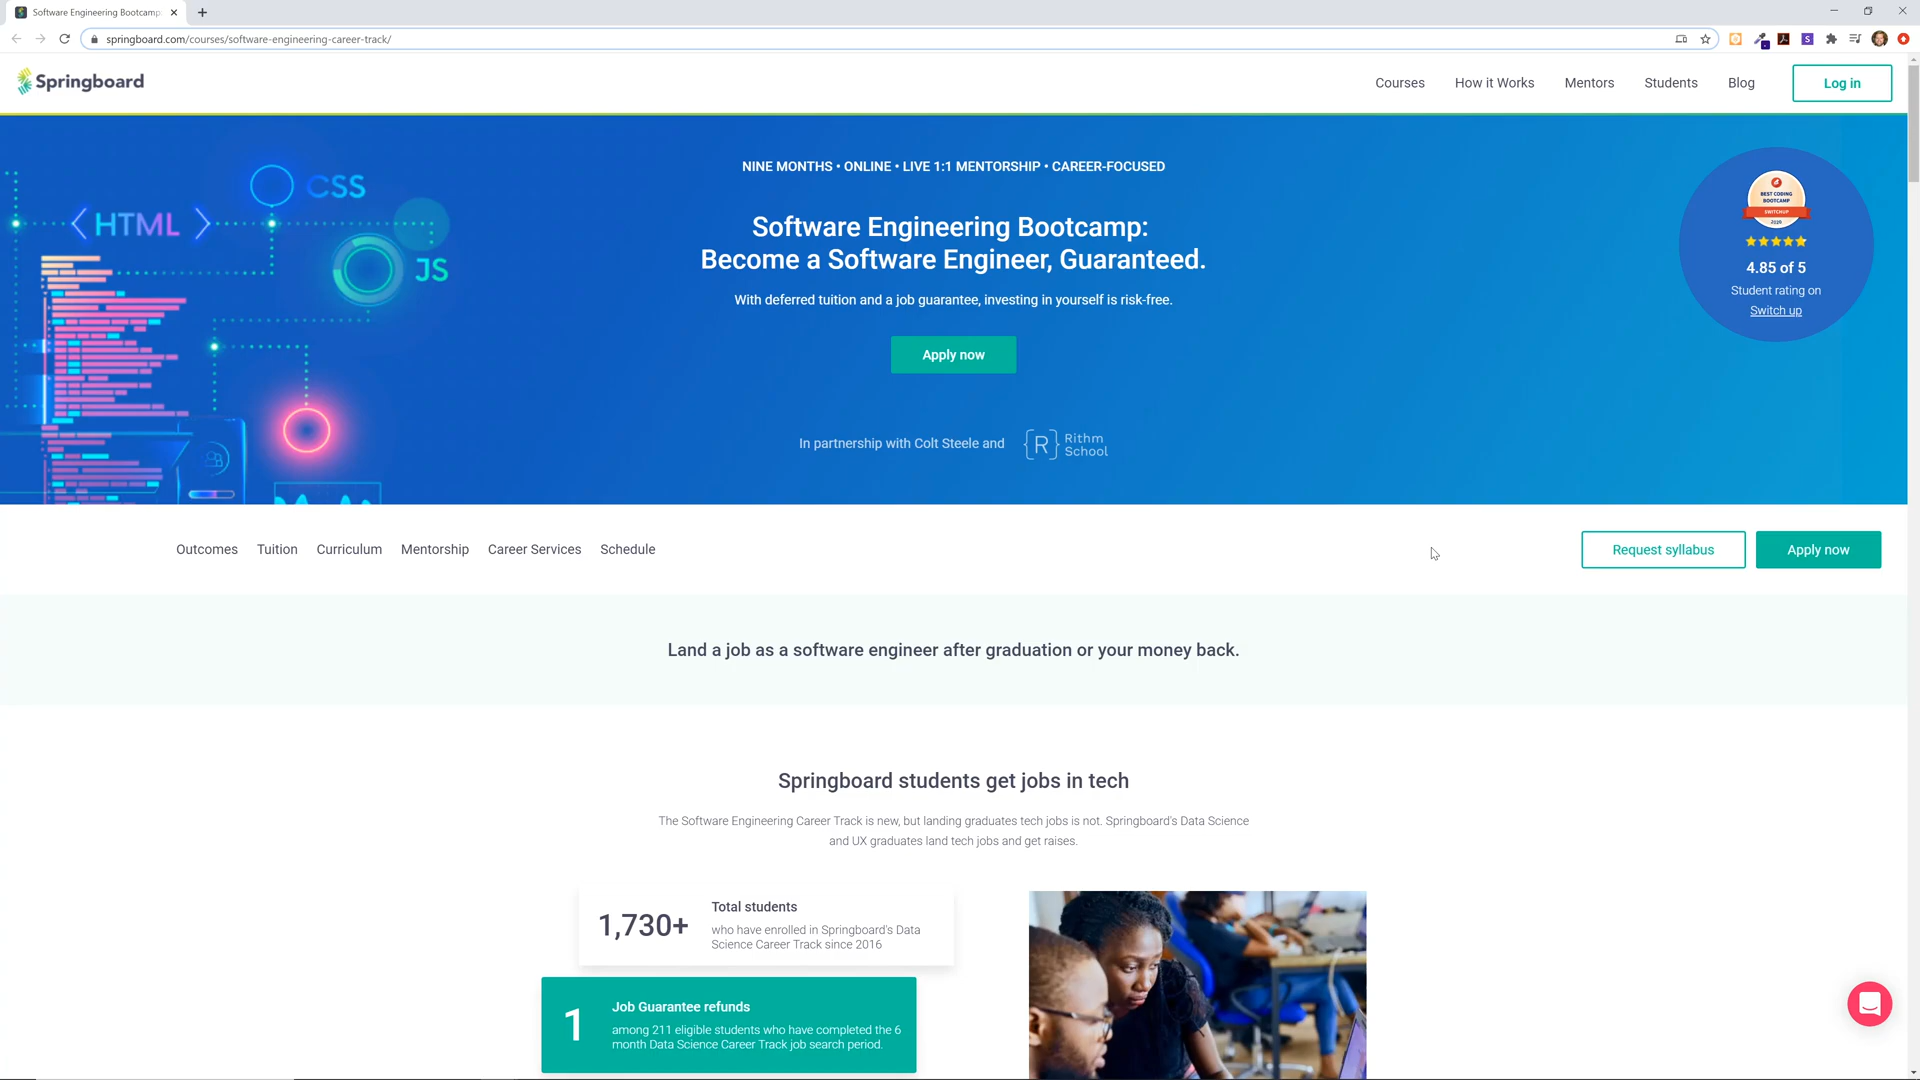 Software Engineering Bootcamp
springboard.com/courses/software-engineering-career-track/
Springboard
Courses
How it Works
Mentors
Students
Blog
Log in
NINE MONTHS • ONLINE • LIVE 1:1 MENTORSHIP • CAREER-FOCUSED
CSS
HTML
JS
Software Engineering Bootcamp:
Become a Software Engineer, Guaranteed.
With deferred tuition and a job guarantee, investing in yourself is risk-free.
Apply now
In partnership with Colt Steele and
{R} Rithm
School
BEST CODING
BOOTCAMP
SWITCHUP
2020
4.85 of 5
Student rating on
Switch up
Outcomes
Tuition
Curriculum
Mentorship
Career Services
Schedule
Request syllabus
Apply now
Land a job as a software engineer after graduation or your money back.
Springboard students get jobs in tech
The Software Engineering Career Track is new, but landing graduates tech jobs is not. Springboard's Data Science
and UX graduates land tech jobs and get raises.
1,730+
Total students
who have enrolled in Springboard's Data
Science Career Track since 2016
1
Job Guarantee refunds
among 211 eligible students who have completed the 6
month Data Science Career Track job search period.